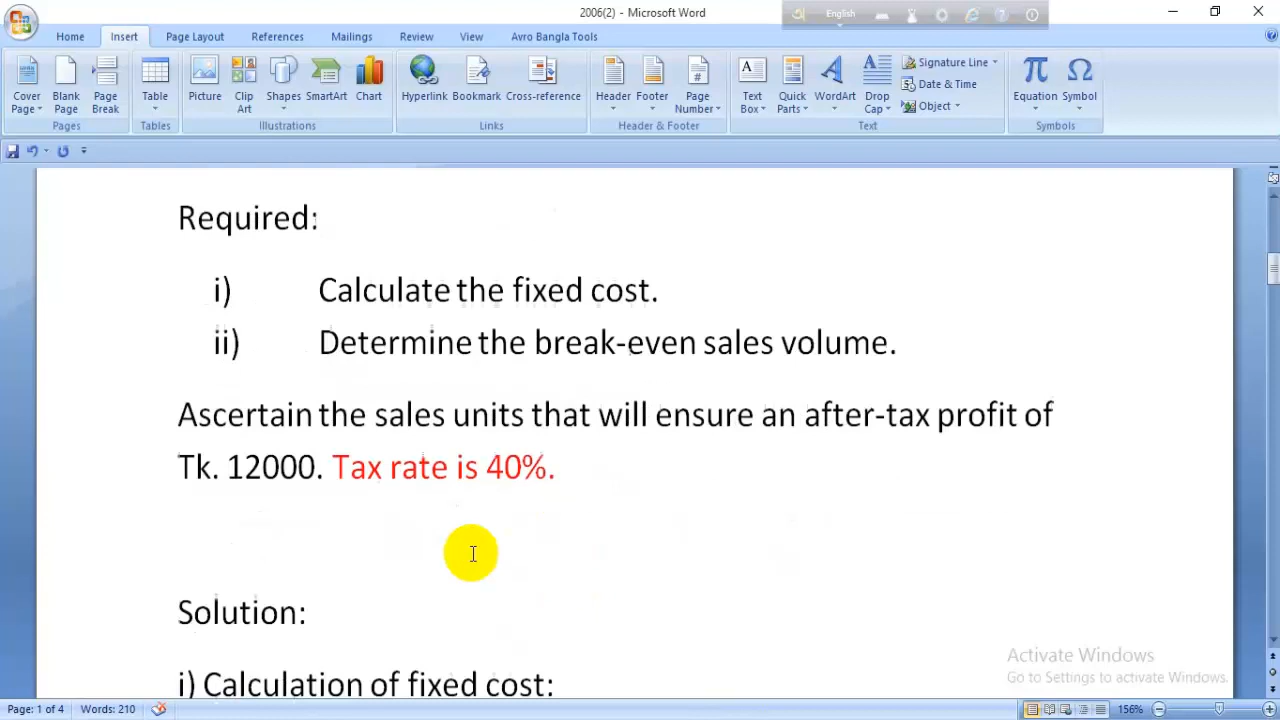 2006(2) - Microsoft Word
English
Home Insert Page Layout References Mailings Review View Avro Bangla Tools
Cover Page Blank Page Page Break Table Picture Clip Art Shapes SmartArt Chart Hyperlink Bookmark Cross-reference Header Footer Page Number Text Box Quick Parts WordArt Drop Cap Signature Line Date & Time Object Equation Symbol
Pages Tables Illustrations Links Header & Footer Text Symbols
Required:
i) Calculate the fixed cost.
ii) Determine the break-even sales volume.
Ascertain the sales units that will ensure an after-tax profit of
Tk. 12000. Tax rate is 40%.
Solution:
i) Calculation of fixed cost:
Activate Windows
Go to Settings to activate Windows.
Page: 1 of 4 Words: 210 156%